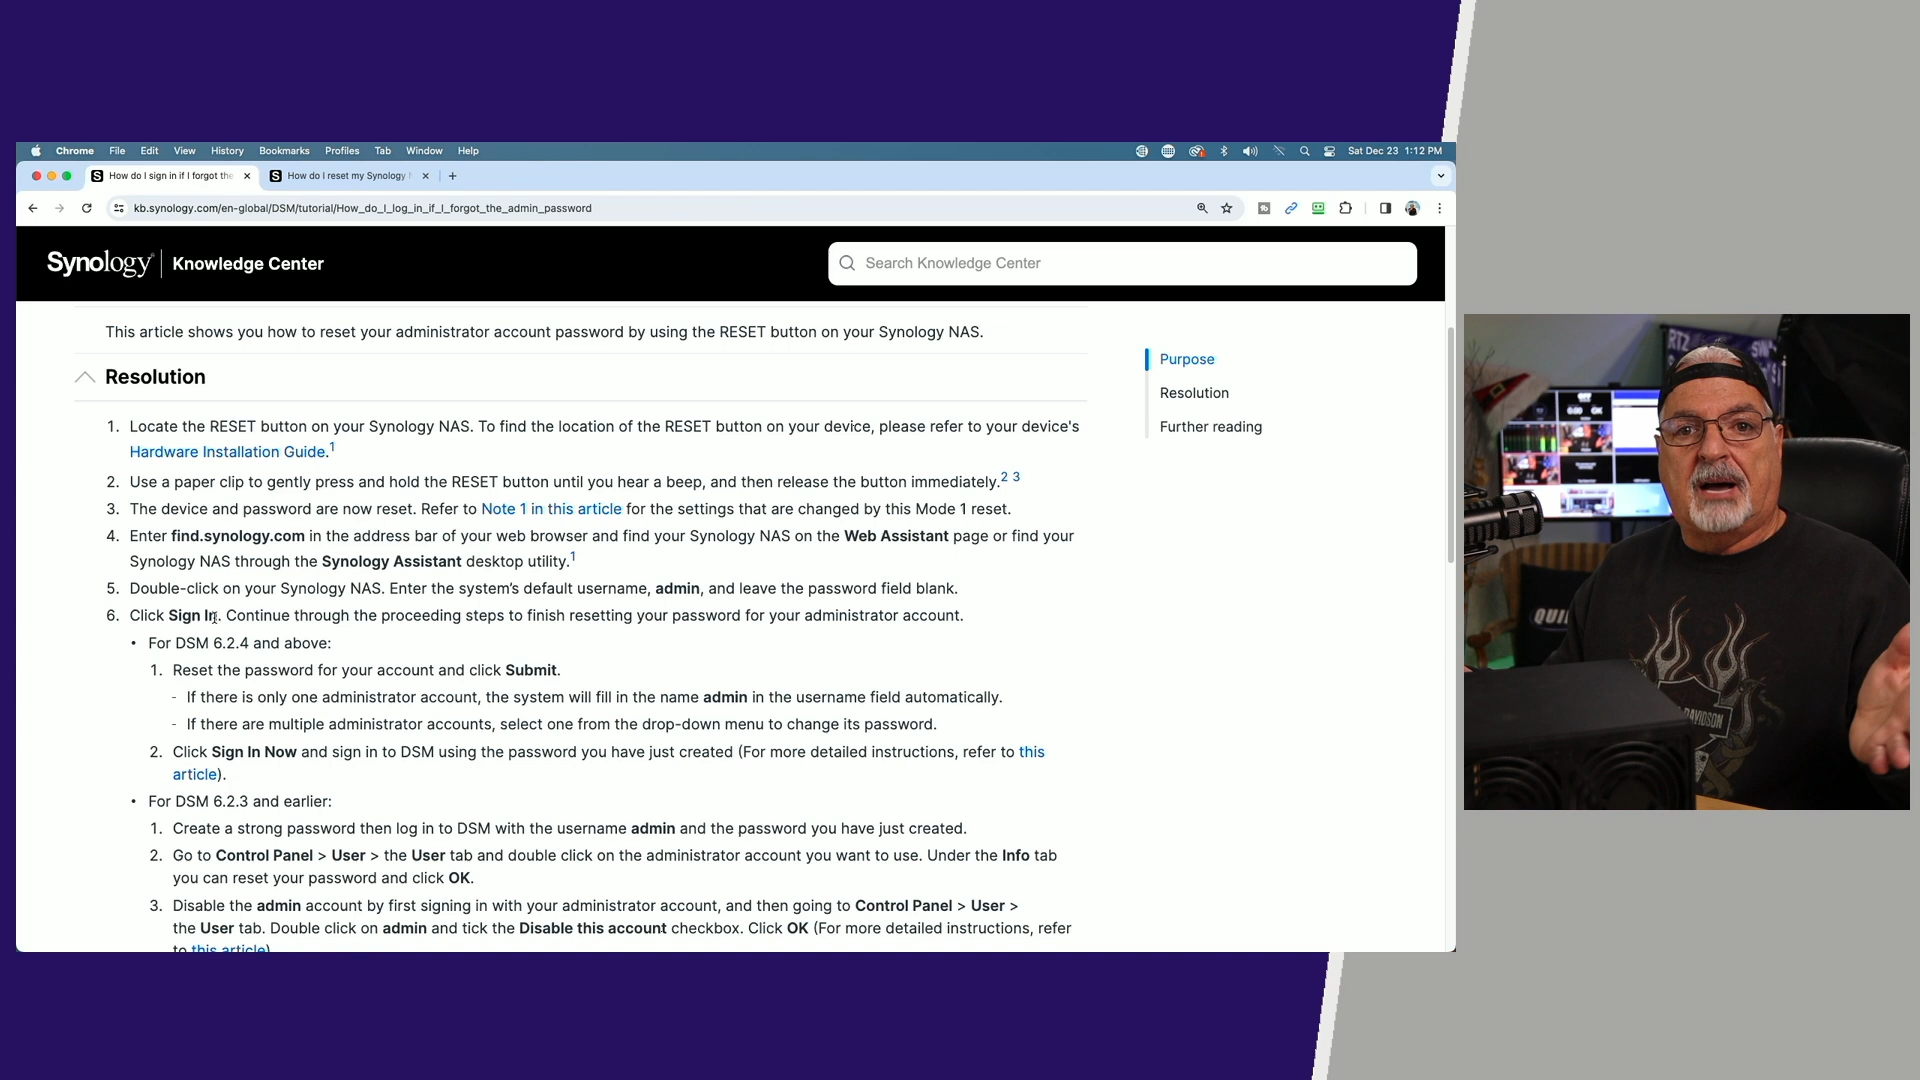 Chrome File Edit View History Bookmarks Profiles Tab Window Help Sat Dec 23 1:12 PM
How do I sign in if I forgot the How do I reset my Synology
kb.synology.com/en-global/DSM/tutorial/How_do_I_log_in_if_I_forgot_the_admin_password
Synology Knowledge Center Search Knowledge Center
This article shows you how to reset your administrator account password by using the RESET button on your Synology NAS.
Purpose
Resolution
Further reading
Resolution
1. Locate the RESET button on your Synology NAS. To find the location of the RESET button on your device, please refer to your device's
Hardware Installation Guide.1
2. Use a paper clip to gently press and hold the RESET button until you hear a beep, and then release the button immediately.2 3
3. The device and password are now reset. Refer to Note 1 in this article for the settings that are changed by this Mode 1 reset.
4. Enter find.synology.com in the address bar of your web browser and find your Synology NAS on the Web Assistant page or find your
Synology NAS through the Synology Assistant desktop utility.1
5. Double-click on your Synology NAS. Enter the system's default username, admin, and leave the password field blank.
6. Click Sign In. Continue through the proceeding steps to finish resetting your password for your administrator account.
• For DSM 6.2.4 and above:
1. Reset the password for your account and click Submit.
- If there is only one administrator account, the system will fill in the name admin in the username field automatically.
- If there are multiple administrator accounts, select one from the drop-down menu to change its password.
2. Click Sign In Now and sign in to DSM using the password you have just created (For more detailed instructions, refer to this
article).
• For DSM 6.2.3 and earlier:
1. Create a strong password then log in to DSM with the username admin and the password you have just created.
2. Go to Control Panel > User > the User tab and double click on the administrator account you want to use. Under the Info tab
you can reset your password and click OK.
3. Disable the admin account by first signing in with your administrator account, and then going to Control Panel > User >
the User tab. Double click on admin and tick the Disable this account checkbox. Click OK (For more detailed instructions, refer
to this article)